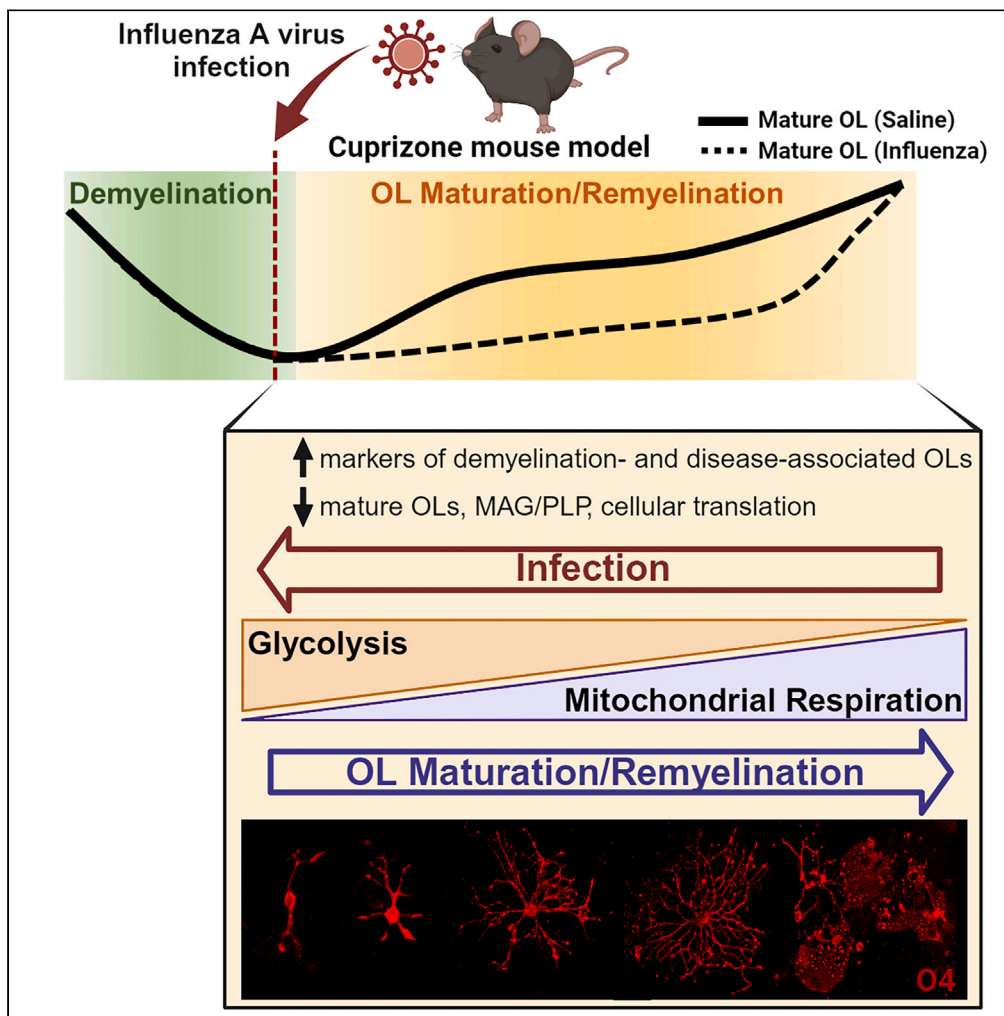 Influenza A virus
infection
Cuprizone mouse model
Mature OL (Saline)
Mature OL (Influenza)
Demyelination
OL Maturation/Remyelination
markers of demyelination- and disease-associated OLs
mature OLs, MAG/PLP, cellular translation
Infection
Glycolysis
Mitochondrial Respiration
OL Maturation/Remyelination
O4